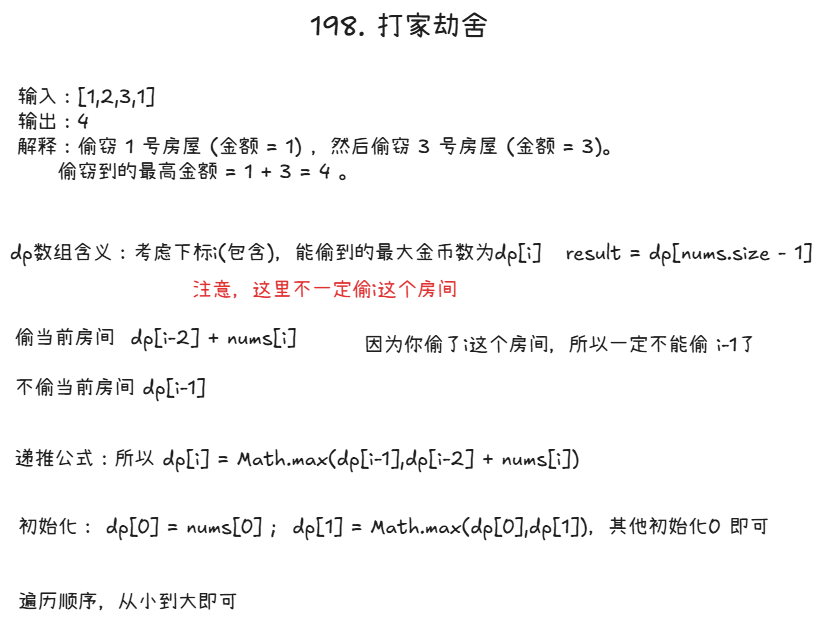 198. 打家劫舍
输入：[1,2,3,1]
输出：4
解释：偷窃 1 号房屋 (金额 = 1) ，然后偷窃 3 号房屋 (金额 = 3)。
偷窃到的最高金额 = 1 + 3 = 4 。
dp数组含义：考虑下标i(包含)，能偷到的最大金币数为dp[i] result = dp[nums.size - 1]
注意，这里不一定偷i这个房间
偷当前房间 dp[i-2] + nums[i] 因为你偷了i这个房间，所以一定不能偷 i-1了
不偷当前房间 dp[i-1]
递推公式：所以 dp[i] = Math.max(dp[i-1],dp[i-2] + nums[i])
初始化： dp[0] = nums[0] ; dp[1] = Math.max(dp[0],dp[1])，其他初始化0 即可
遍历顺序，从小到大即可